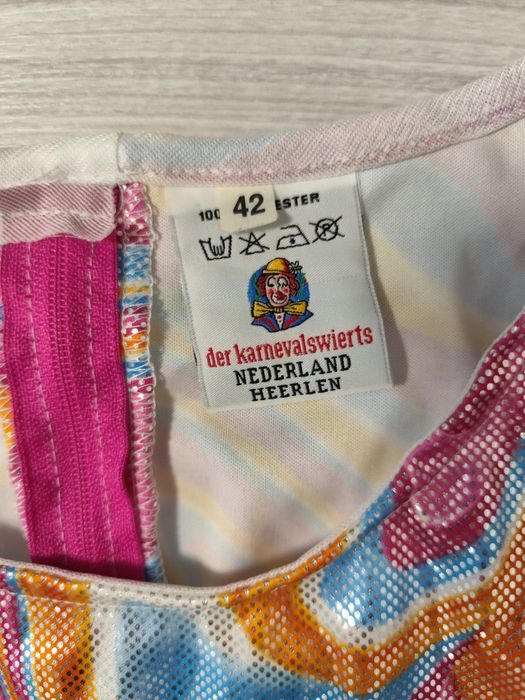 100 42 ESTER
der karnevalswierts
NEDERLAND
HEERLEN